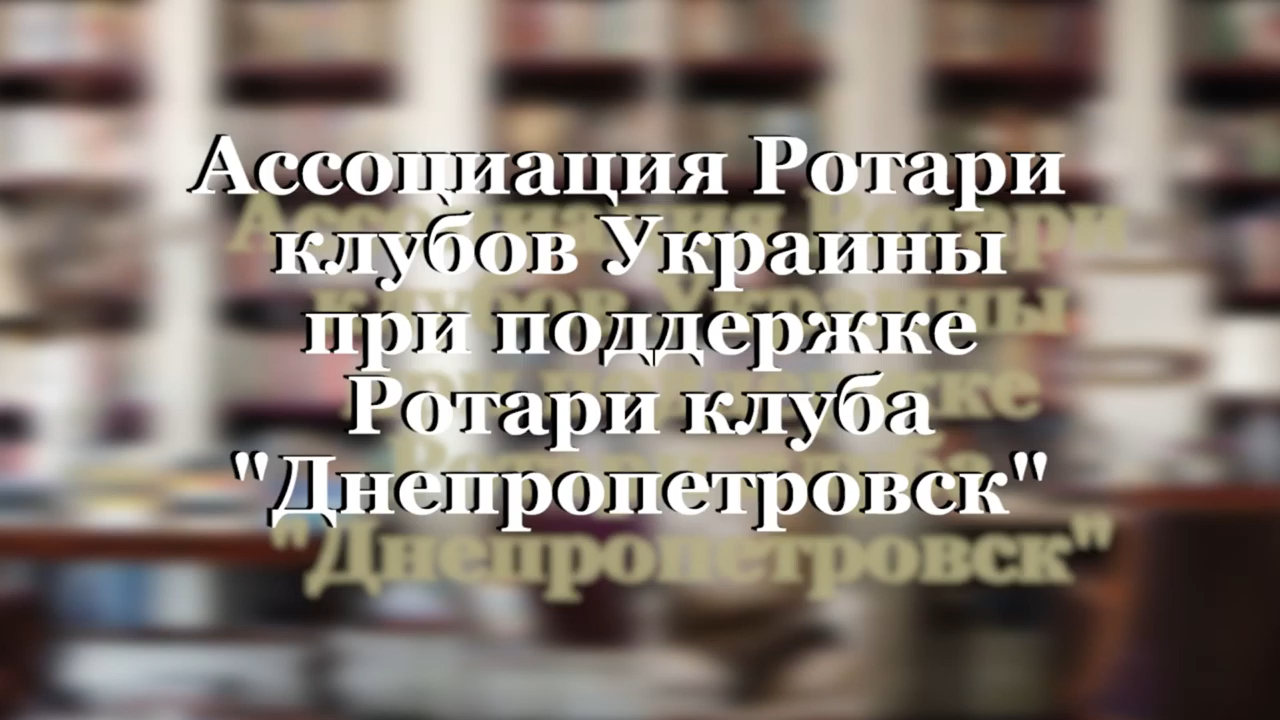 Ассоциация Ротари
клубов Украины
при поддержке
Ротари клуба
"Днепропетровск"